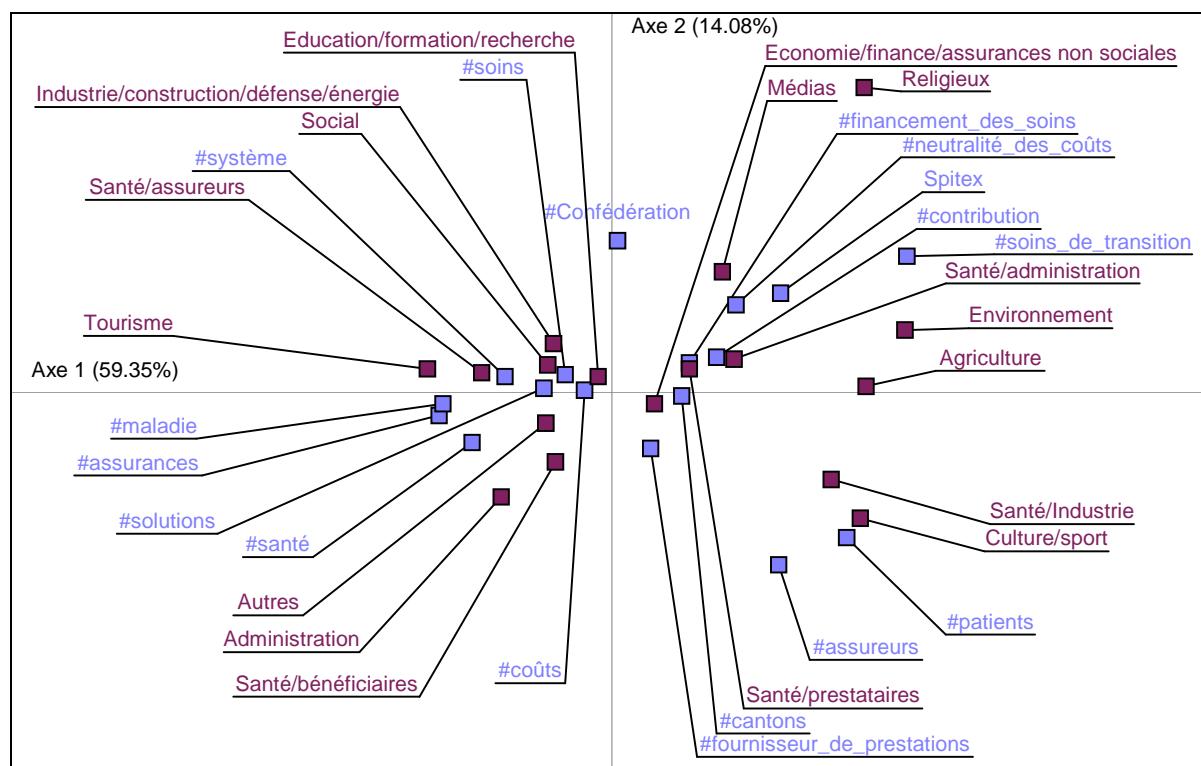 Axe 2 (14.08%)
Education/formation/recherche
Economie/finance/assurances non sociales
#soins
Religieux
Médias
Industrie/construction/défense/énergie
Social
#financement_des_soins
#neutralité_des_coûts
#système
Spitex
Santé/assureurs
#Confédération
#contribution
#soins_de_transition
Santé/administration
Tourisme
Environnement
Axe 1 (59.35%)
Agriculture
#maladie
#assurances
#solutions
Santé/Industrie
Culture/sport
#santé
Autres
#patients
Administration
#assureurs
Santé/bénéficiaires
#coûts
Santé/prestataires
#cantons
#fournisseur_de_prestations